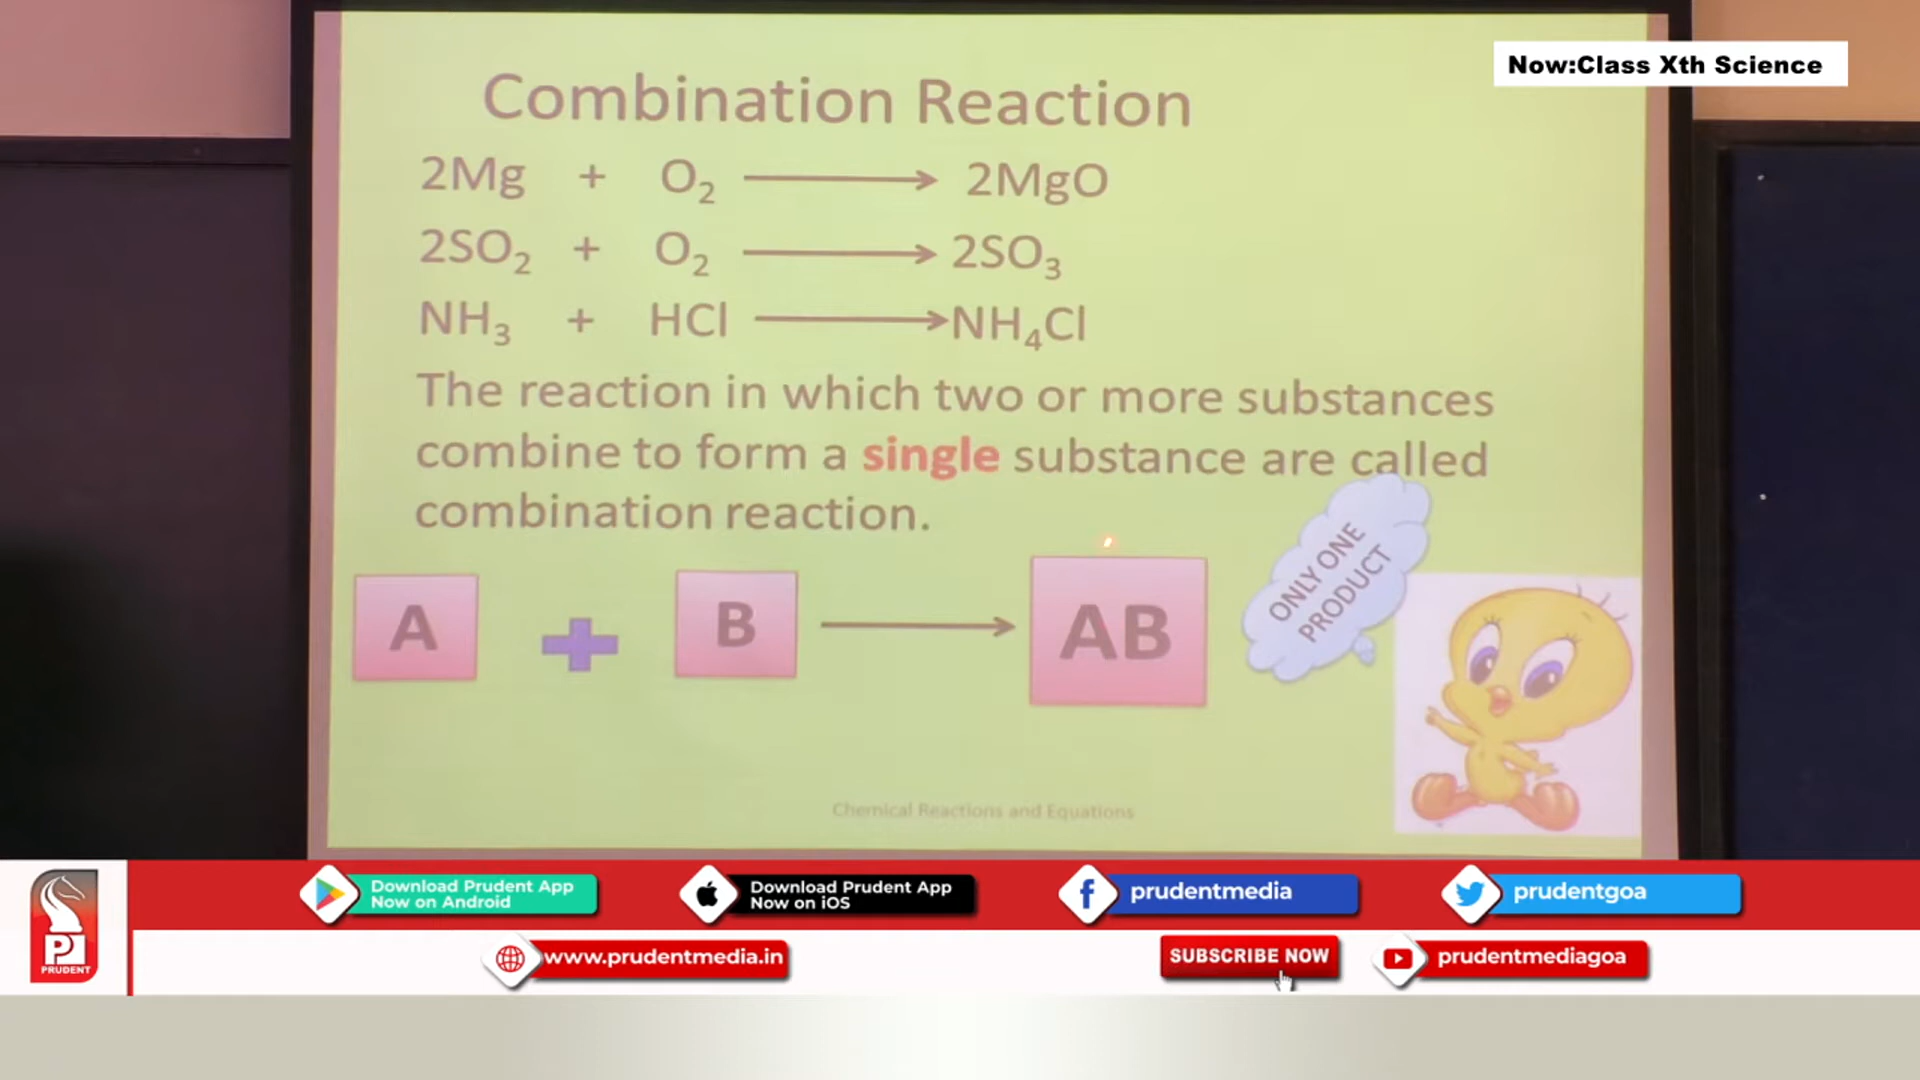 Now:Class Xth Science
Combination Reaction
2Mg + O₂ ⟶ 2MgO
2SO₂ + O₂ ⟶ 2SO₃
NH₃ + HCl ⟶ NH₄Cl
The reaction in which two or more substances
combine to form a single substance are called
combination reaction.
A + B ⟶ AB
ONLY ONE
PRODUCT
Chemical Reactions and Equations
Download Prudent App
Now on Android
Download Prudent App
Now on iOS
prudentmedia
prudentgoa
PRUDENT
www.prudentmedia.in
SUBSCRIBE NOW
prudentmediagoa